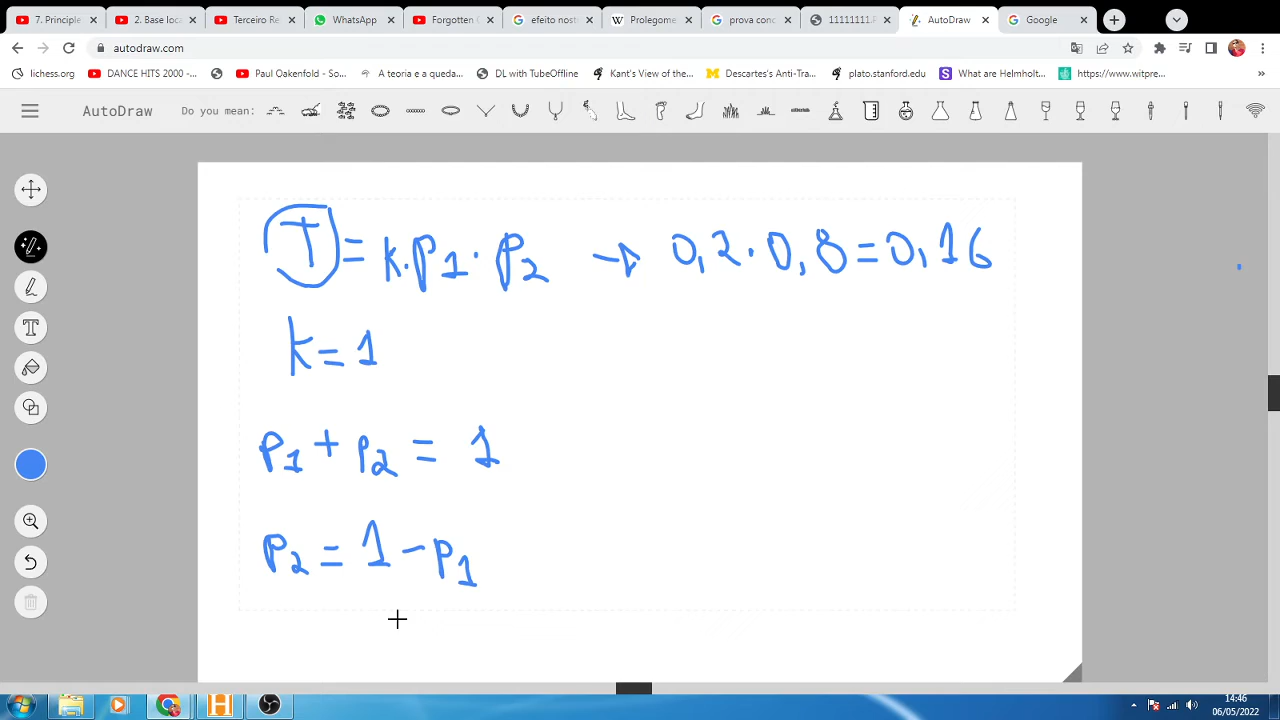 7. Principle
2. Base loca
Terceiro Re
WhatsApp
Forgotten G
efeito nost
Prolegome
prova conc
11111111.P
AutoDraw
Google
autodraw.com
lichess.org
DANCE HITS 2000 -...
Paul Oakenfold - So...
A teoria e a queda...
DL with TubeOffline
Kant's View of the...
Descartes's Anti-Tra...
plato.stanford.edu
What are Helmholt...
https://www.witpre...
»
AutoDraw
Do you mean:
T = k.p1.p2 → 0,2.0,8=0,16
k=1
p1+p2=1
p2=1-p1
14:46
06/05/2022